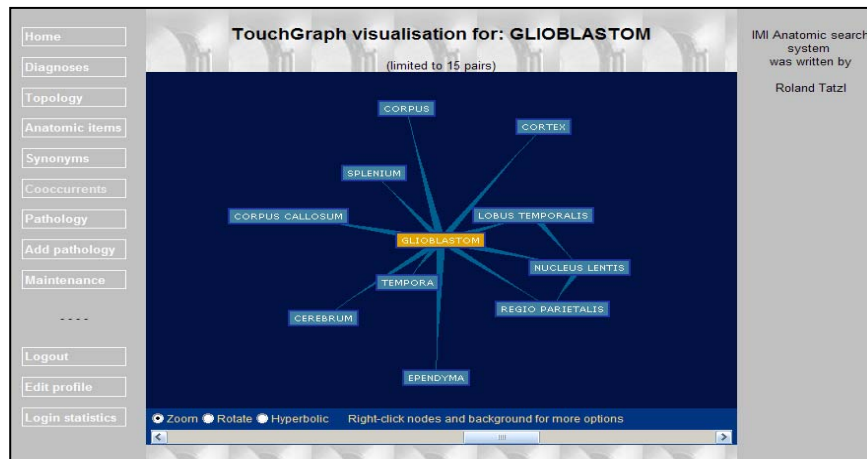 Home
Diagnoses
Topology
Anatomic items
Synonyms
Cooccurrents
Pathology
Add pathology
Maintenance
- - - -
Logout
Edit profile
Login statistics
TouchGraph visualisation for: GLIOBLASTOM
(limited to 15 pairs)
CORPUS
CORTEX
SPLENIUM
CORPUS CALLOSUM
LOBUS TEMPORALIS
GLIOBLASTOM
NUCLEUS LENTIS
TEMPORA
REGIO PARIETALIS
CEREBRUM
EPENDYMA
Zoom Rotate Hyperbolic Right-click nodes and background for more options
IMI Anatomic search
system
was written by
Roland Tatzl